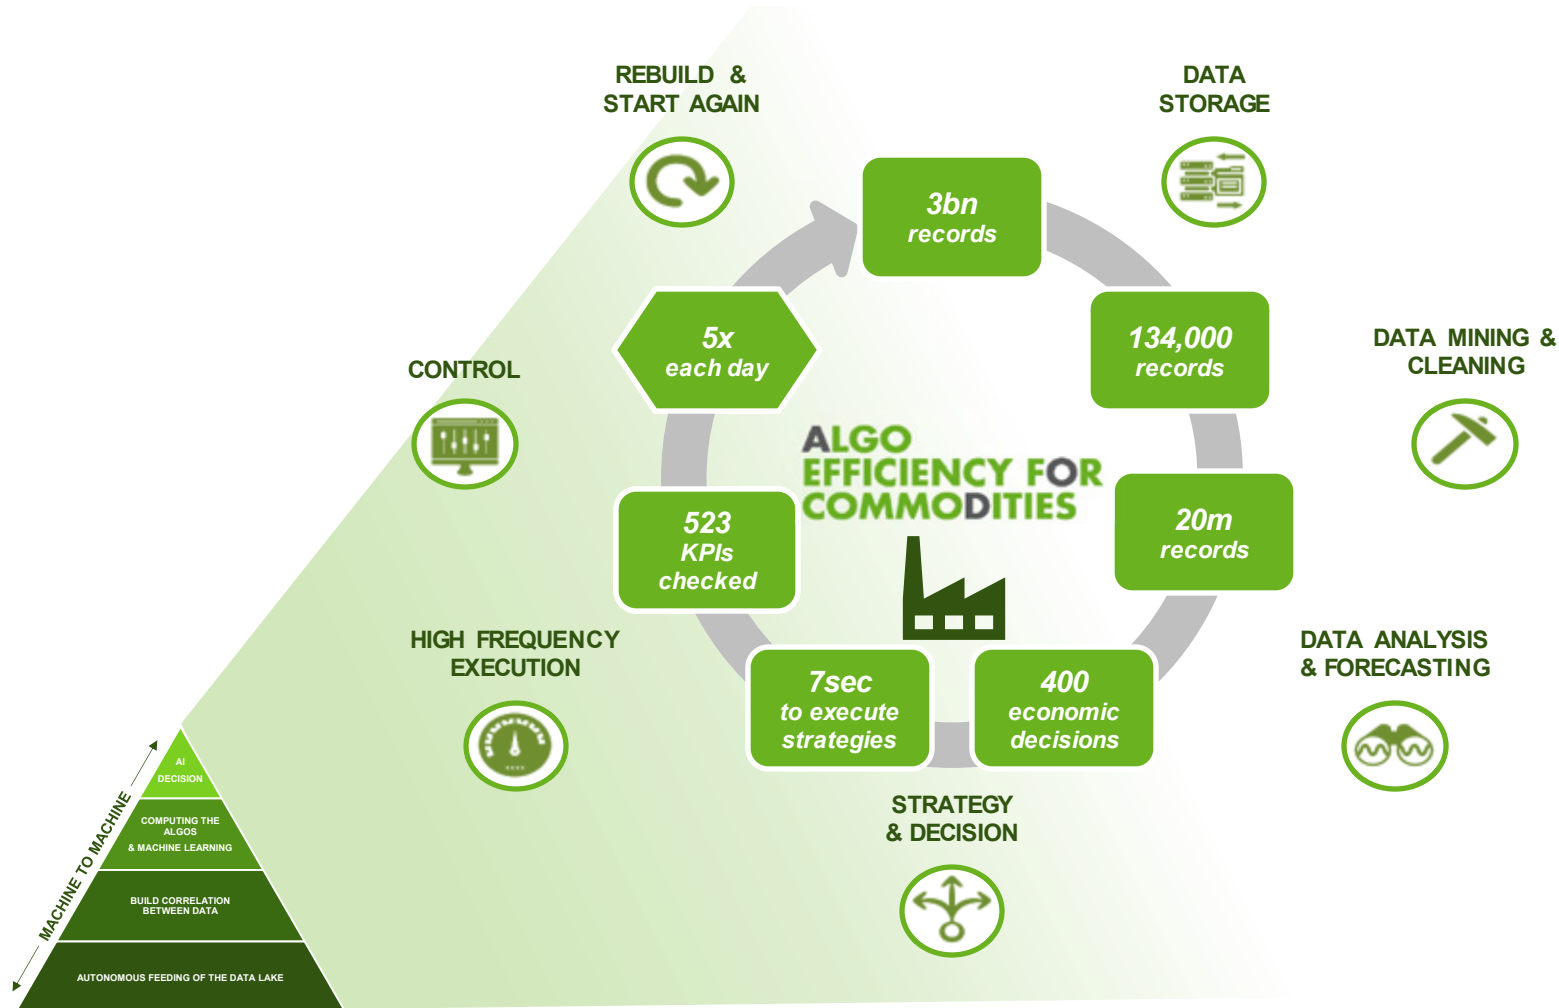 REBUILD &
START AGAIN
DATA
STORAGE
3bn
records
5x
each day
134,000
records
DATA MINING &
CLEANING
CONTROL
ALGO
EFFICIENCY FOR
COMMODITIES
523
KPIs
checked
20m
records
HIGH FREQUENCY
EXECUTION
DATA ANALYSIS
& FORECASTING
7sec
to execute
strategies
400
economic
decisions
STRATEGY
& DECISION
MACHINE TO MACHINE
AI
DECISION
COMPUTING THE
ALGOS
& MACHINE LEARNING
BUILD CORRELATION
BETWEEN DATA
AUTONOMOUS FEEDING OF THE DATA LAKE